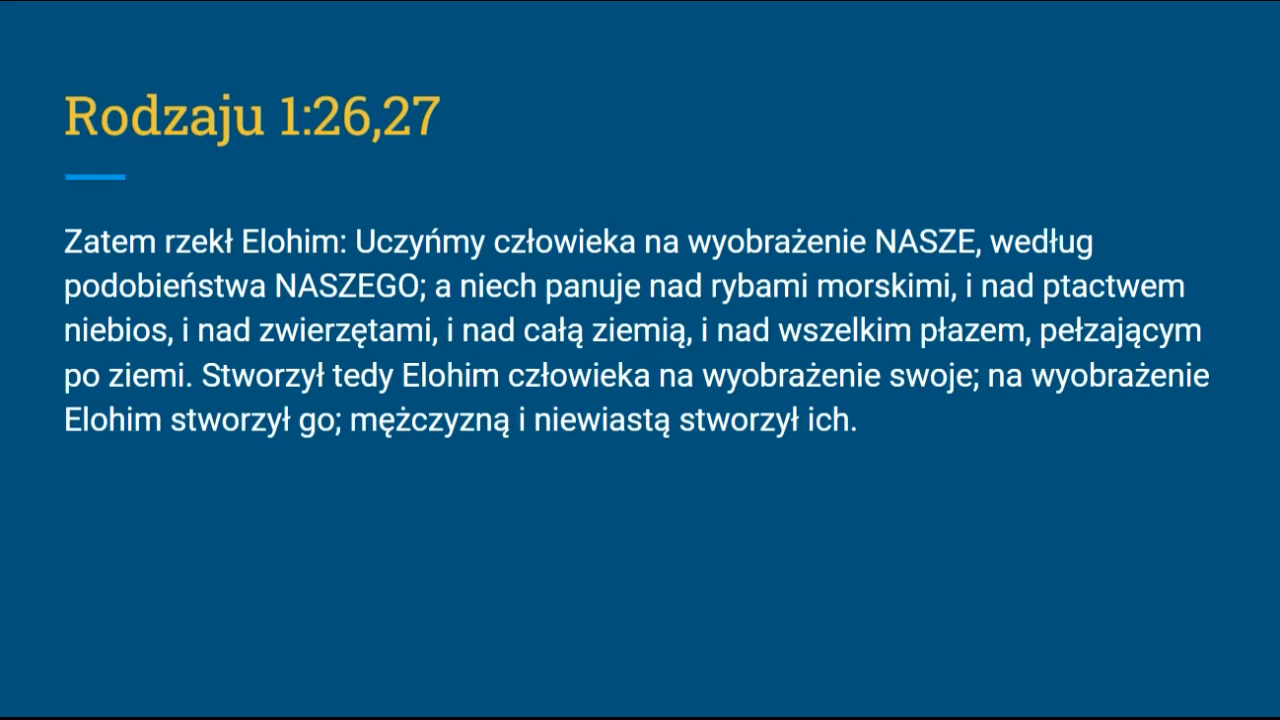 Rodzaju 1:26,27
Zatem rzekł Elohim: Uczyńmy człowieka na wyobrażenie NASZE, według
podobieństwa NASZEGO; a niech panuje nad rybami morskimi, i nad ptactwem
niebios, i nad zwierzętami, i nad całą ziemią, i nad wszelkim płazem, pełzającym
po ziemi. Stworzył tedy Elohim człowieka na wyobrażenie swoje; na wyobrażenie
Elohim stworzył go; mężczyzną i niewiastą stworzył ich.